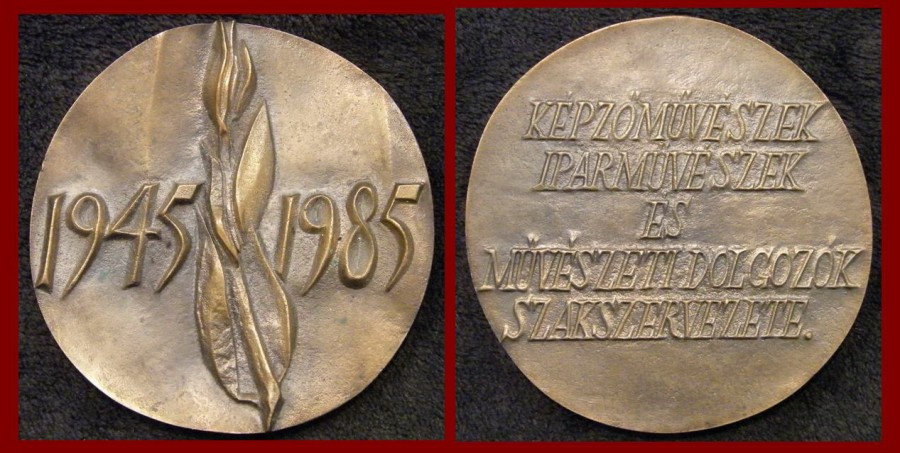 1945 1985
KÉPZŐMŰVÉSZEK
IPARMŰVÉSZEK
ÉS
MŰVÉSZETI DOLGOZÓK
SZAKSZERVEZETE.